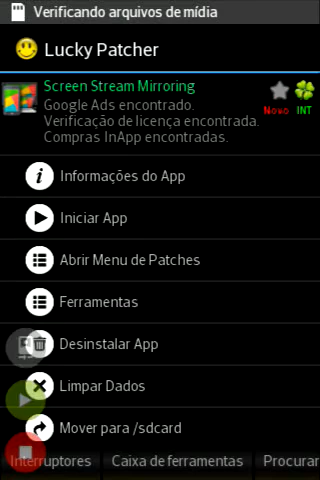 Verificando arquivos de mídia
Lucky Patcher
Screen Stream Mirroring
Google Ads encontrado.
Verificação de licença encontrada.
Compras InApp encontradas.
Novo
INT
Informações do App
Iniciar App
Abrir Menu de Patches
Ferramentas
Desinstalar App
Limpar Dados
Mover para /sdcard
Interruptores
Caixa de ferramentas
Procurar